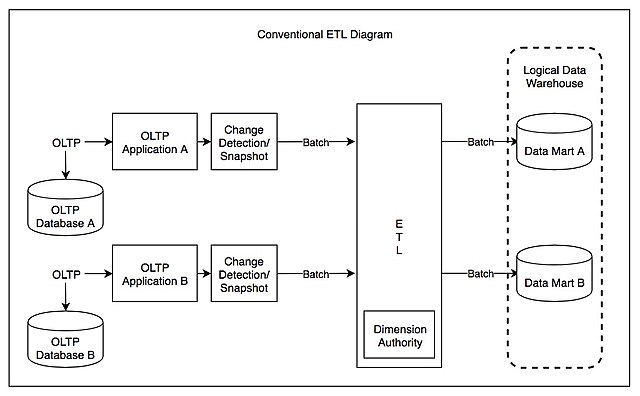 Conventional ETL Diagram
Logical Data
Warehouse
OLTP
OLTP
Application A
Change
Detection/
Snapshot
Batch
Batch
Data Mart A
OLTP
Database A
E
T
L
OLTP
OLTP
Application B
Change
Detection/
Snapshot
Batch
Batch
Data Mart B
OLTP
Database B
Dimension
Authority